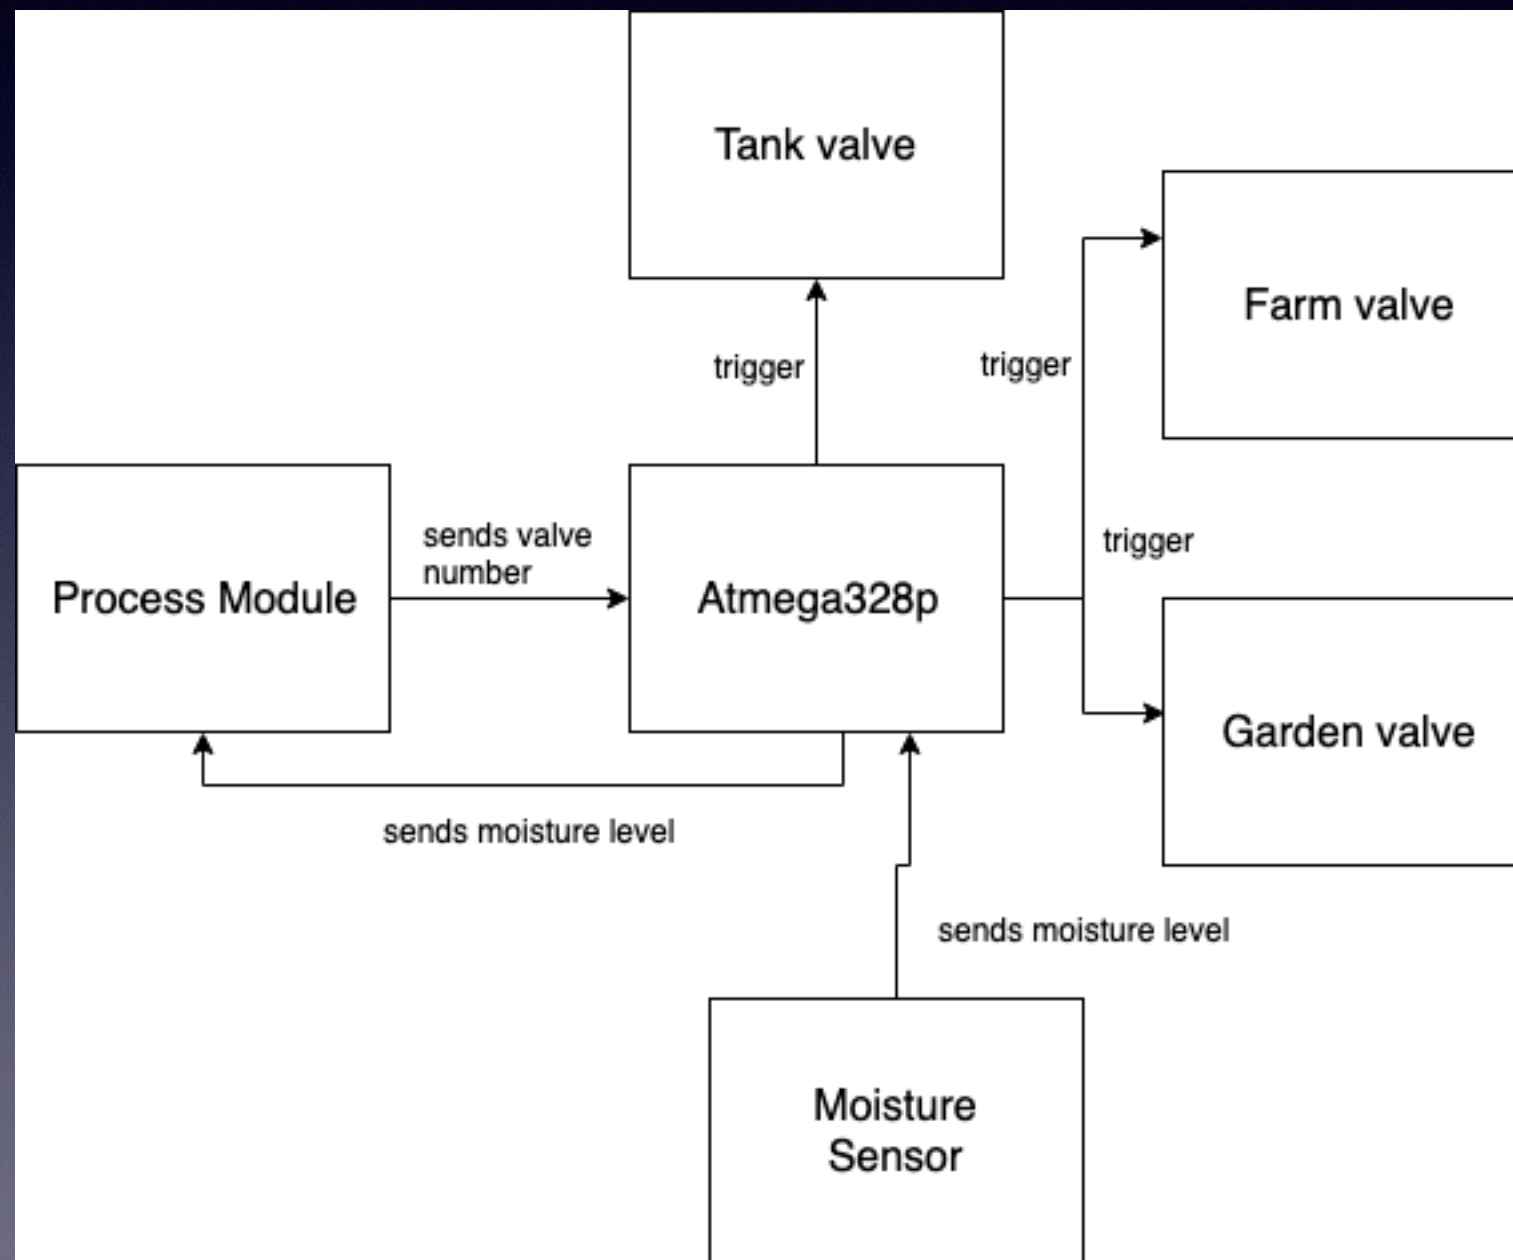 Tank valve
Farm valve
trigger
trigger
sends valve
number
trigger
Process Module
Atmega328p
Garden valve
sends moisture level
sends moisture level
Moisture
Sensor